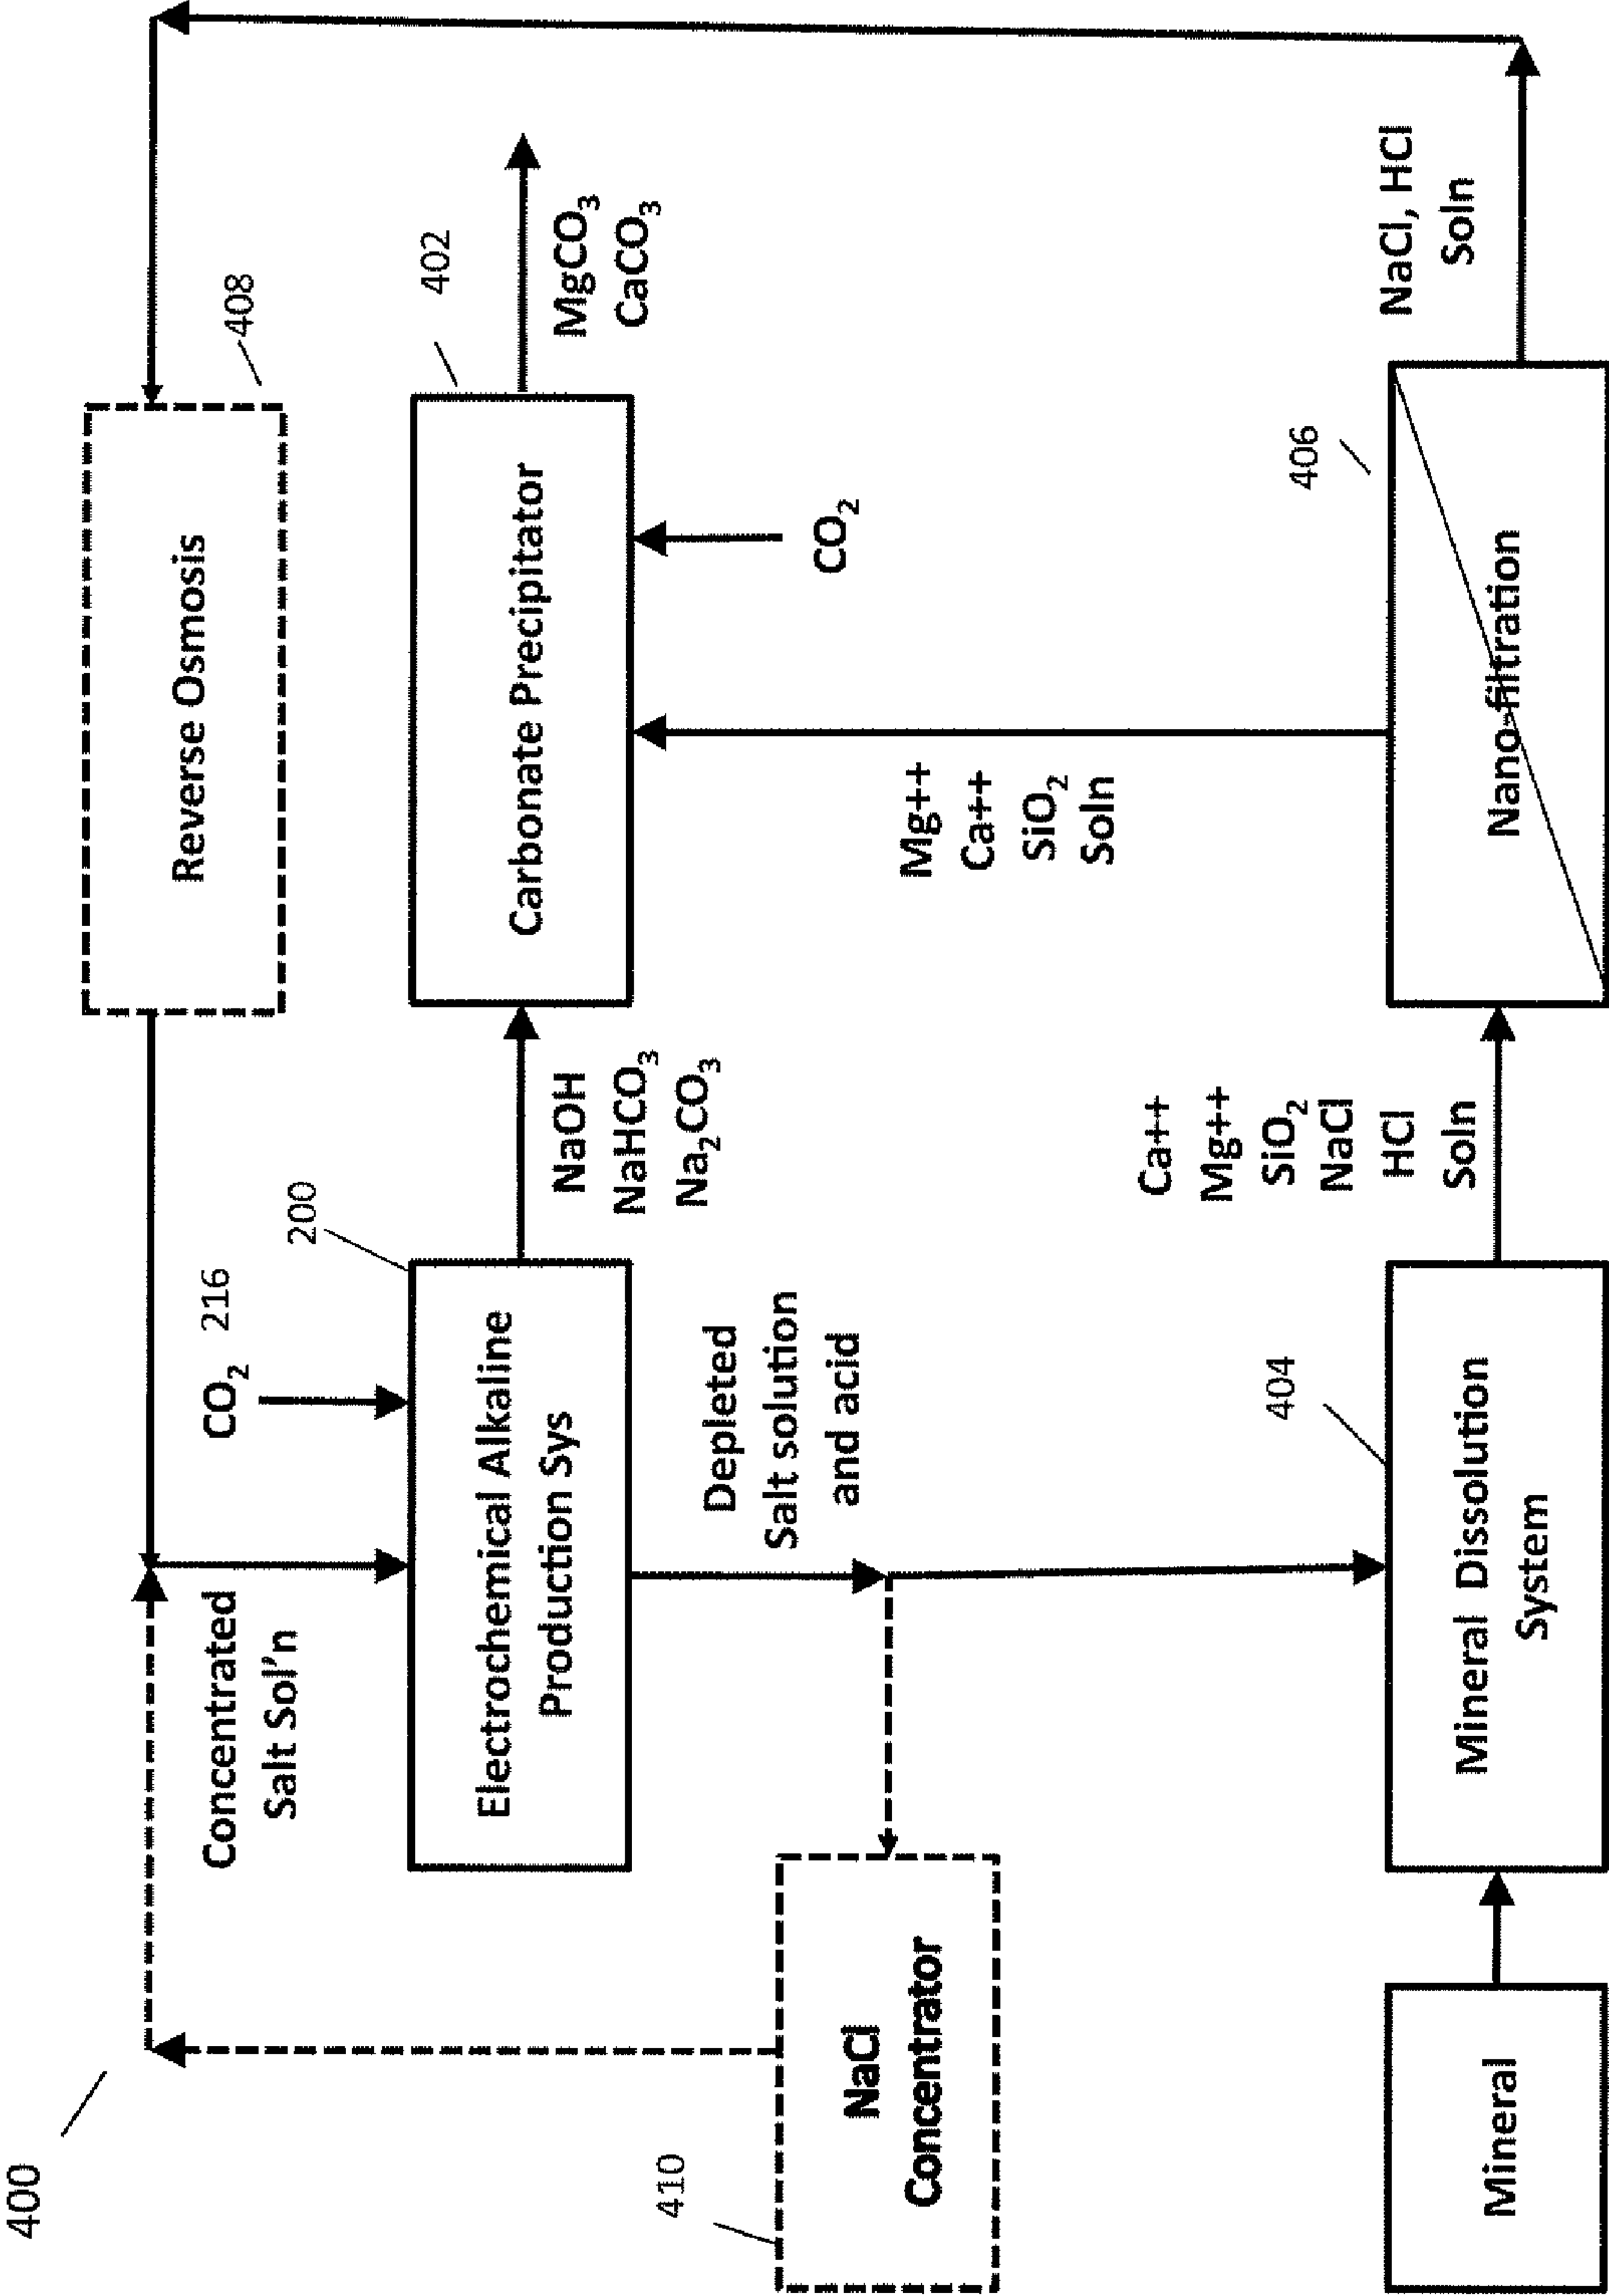 400
408
Reverse Osmosis
Concentrated
Salt Sol'n
CO₂ 216
200
402
Electrochemical Alkaline
Production Sys
NaOH
NaHCO₃
Na₂CO₃
Carbonate Precipitator
MgCO₃
CaCO₃
Depleted
Salt solution
and acid
CO₂
410
NaCl
Concentrator
Mg++
Ca++
SiO₂
Soln
404
406
Mineral
Mineral Dissolution
System
Ca++
Mg++
SiO₂
NaCl
HCl
Soln
Nano-filtration
NaCl, HCl
Soln